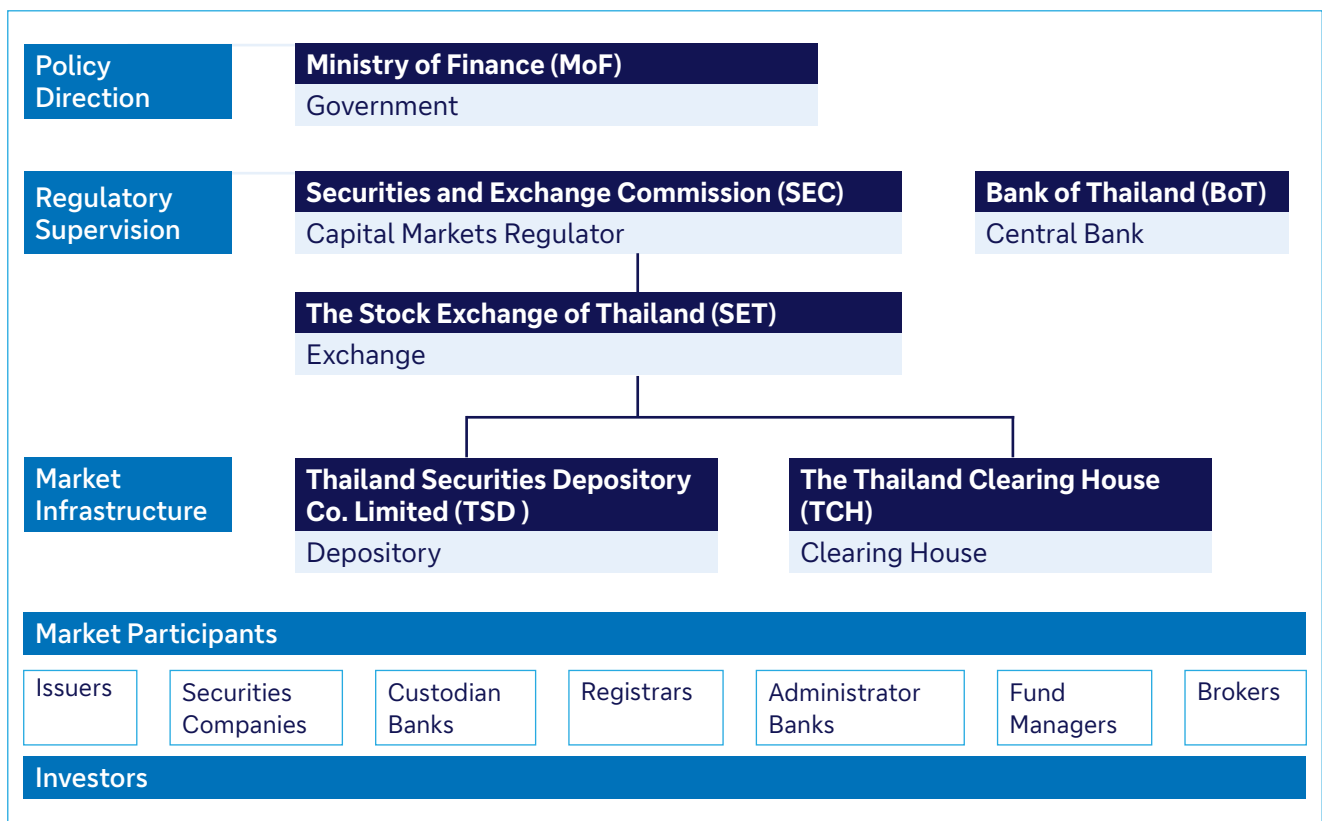 Policy
Direction
Ministry of Finance (MoF)
Government
Regulatory
Supervision
Securities and Exchange Commission (SEC)
Capital Markets Regulator
Bank of Thailand (BoT)
Central Bank
The Stock Exchange of Thailand (SET)
Exchange
Market
Infrastructure
Thailand Securities Depository
Co. Limited (TSD )
Depository
The Thailand Clearing House
(TCH)
Clearing House
Market Participants
Issuers
Securities
Companies
Custodian
Banks
Registrars
Administrator
Banks
Fund
Managers
Brokers
Investors